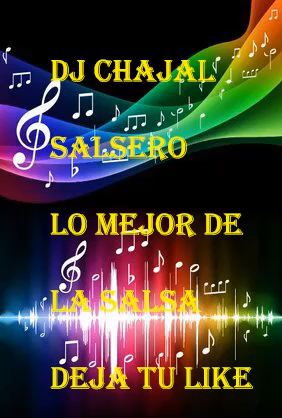 DJ CHAJAL
SALSERO
LO MEJOR DE
LA SALSA
DEJA TU LIKE